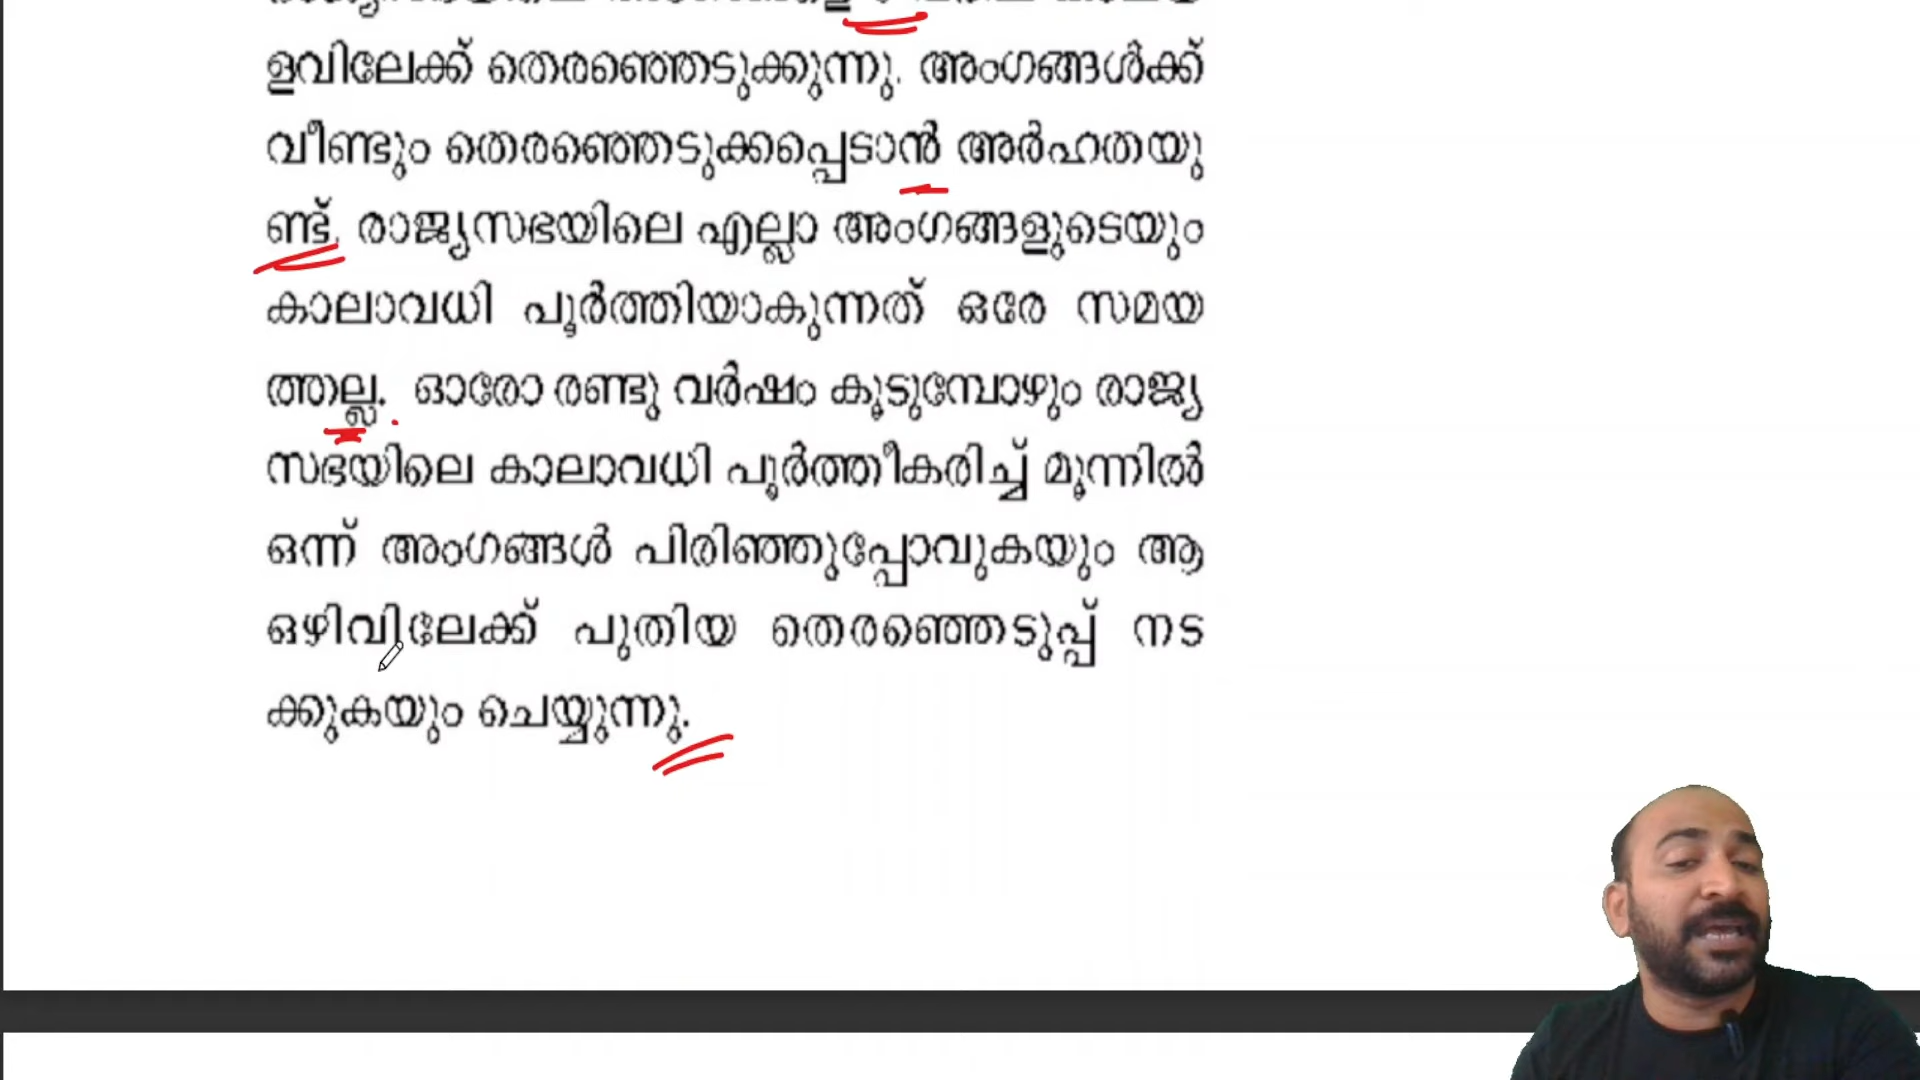 ളവിലേക്ക് തെരഞ്ഞെടുക്കുന്നു. അംഗങ്ങൾക്ക്
വീണ്ടും തെരഞ്ഞെടുക്കപ്പെടാൻ അർഹതയു
ണ്ട്. രാജ്യസഭയിലെ എല്ലാ അംഗങ്ങളുടെയും
കാലാവധി പൂർത്തിയാകുന്നത് ഒരേ സമയ
ത്തല്ല. ഓരോ രണ്ടു വർഷം കൂടുമ്പോഴും രാജ്യ
സഭയിലെ കാലാവധി പൂർത്തീകരിച്ച് മൂന്നിൽ
ഒന്ന് അംഗങ്ങൾ പിരിഞ്ഞുപ്പോവുകയും ആ
ഒഴിവിലേക്ക് പുതിയ തെരഞ്ഞെടുപ്പ് നട
ക്കുകയും ചെയ്യുന്നു.